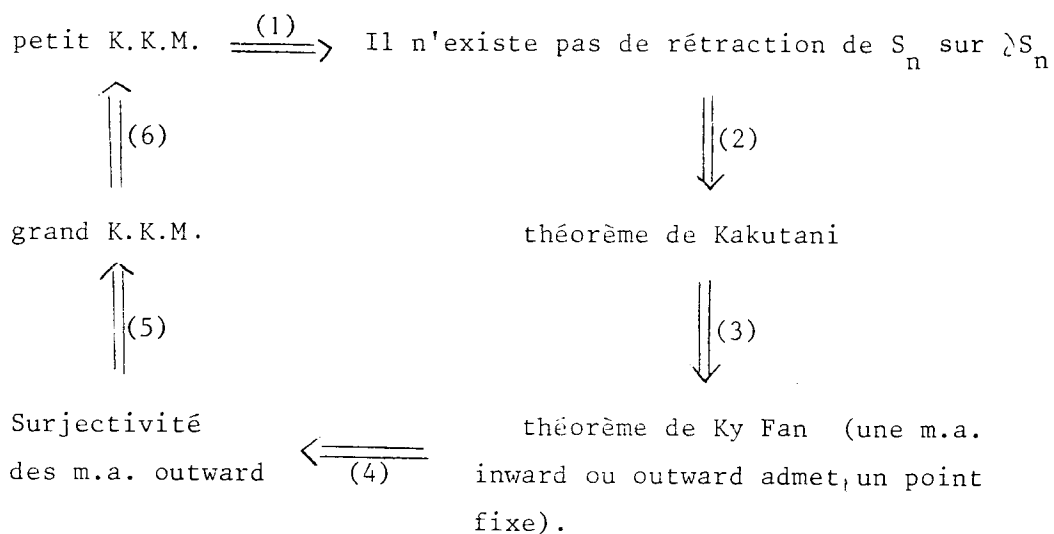 petit K.K.M. (1) Il n'existe pas de rétraction de S_n sur ∂S_n
(6) (2)
grand K.K.M. théorème de Kakutani
(5) (3)
Surjectivité théorème de Ky Fan (une m.a.
des m.a. outward (4) inward ou outward admet un point
fixe).